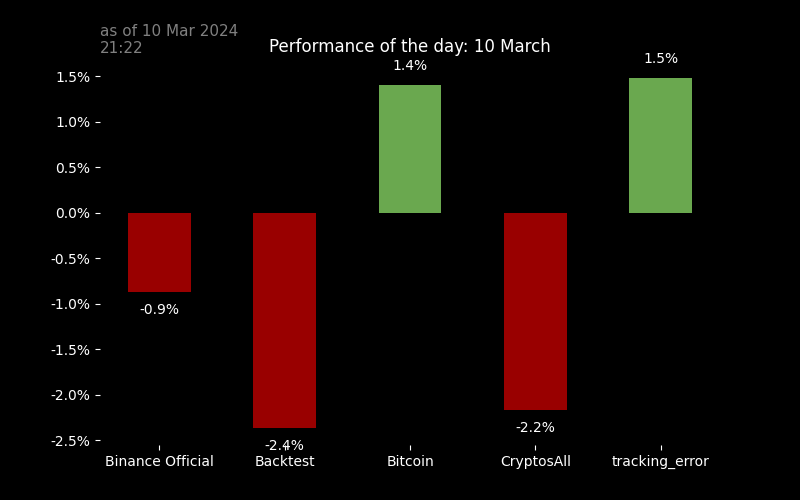 as of 10 Mar 2024
21:22
Performance of the day: 10 March
1.4%
1.5%
1.5%
1.0%
0.5%
0.0%
-0.5%
-1.0%
-1.5%
-2.0%
-2.5%
-0.9%
-2.4%
-2.2%
Binance Official
Backtest
Bitcoin
CryptosAll
tracking_error